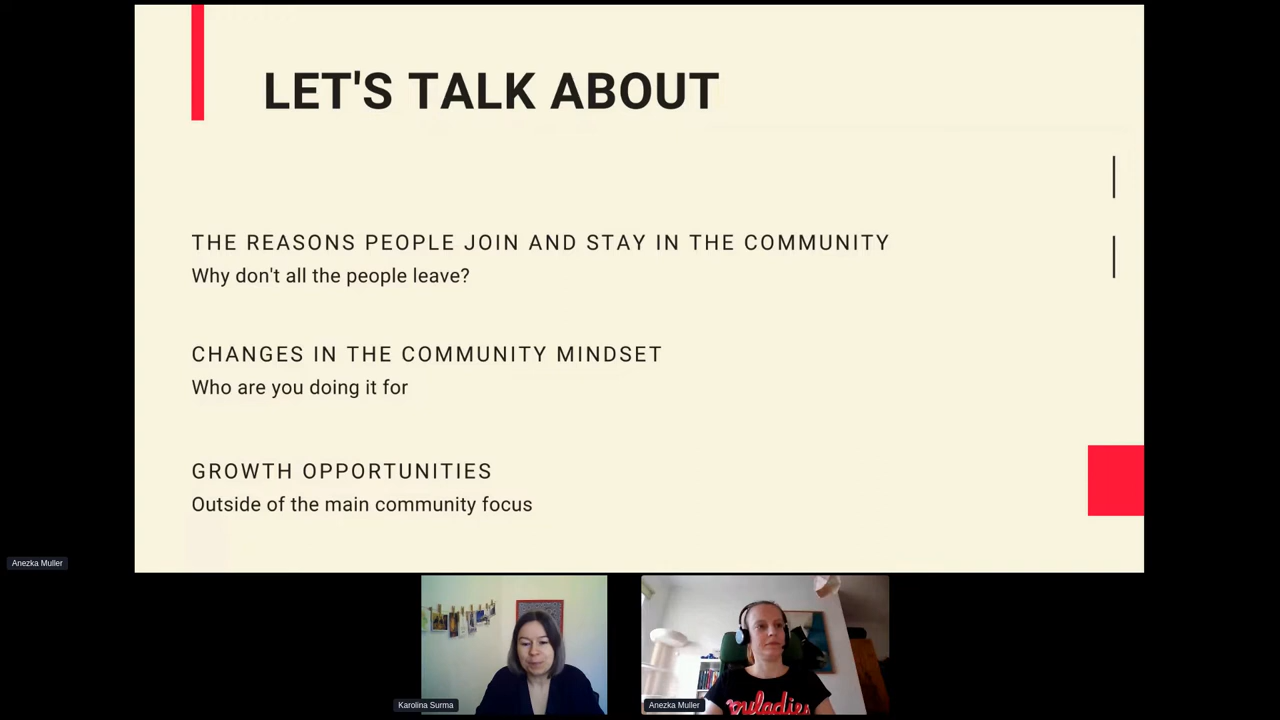 LET'S TALK ABOUT
THE REASONS PEOPLE JOIN AND STAY IN THE COMMUNITY
Why don't all the people leave?
CHANGES IN THE COMMUNITY MINDSET
Who are you doing it for
GROWTH OPPORTUNITIES
Outside of the main community focus
Anezka Muller
Karolina Surma
Anezka Muller